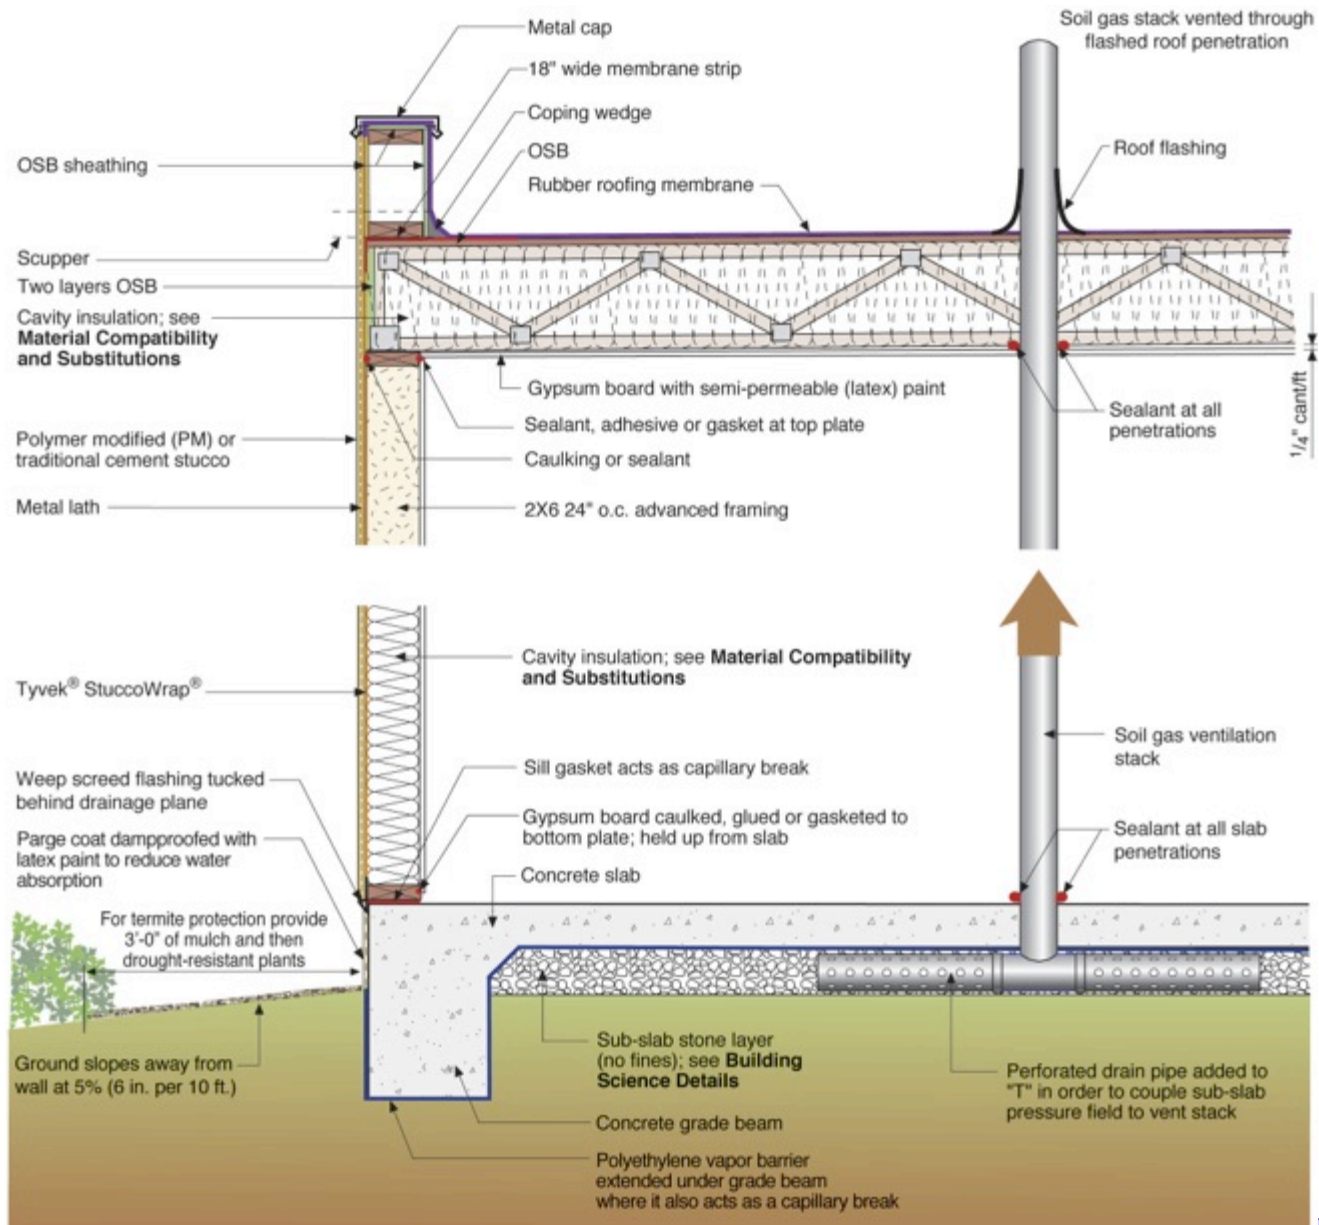 Soil gas stack vented through
flashed roof penetration
Metal cap
18" wide membrane strip
Coping wedge
OSB
Rubber roofing membrane
Roof flashing
OSB sheathing
Scupper
Two layers OSB
Cavity insulation; see
Material Compatibility
and Substitutions
Polymer modified (PM) or
traditional cement stucco
Metal lath
Gypsum board with semi-permeable (latex) paint
Sealant, adhesive or gasket at top plate
Caulking or sealant
2X6 24" o.c. advanced framing
Sealant at all
penetrations
1/4" cant/ft
Cavity insulation; see Material Compatibility
and Substitutions
Tyvek® StuccoWrap®
Weep screed flashing tucked
behind drainage plane
Parge coat dampproofed with
latex paint to reduce water
absorption
For termite protection provide
3'-0" of mulch and then
drought-resistant plants
Ground slopes away from
wall at 5% (6 in. per 10 ft.)
Sill gasket acts as capillary break
Gypsum board caulked, glued or gasketed to
bottom plate; held up from slab
Concrete slab
Soil gas ventilation
stack
Sealant at all slab
penetrations
Sub-slab stone layer
(no fines); see Building
Science Details
Concrete grade beam
Polyethylene vapor barrier
extended under grade beam
where it also acts as a capillary break
Perforated drain pipe added to
"T" in order to couple sub-slab
pressure field to vent stack